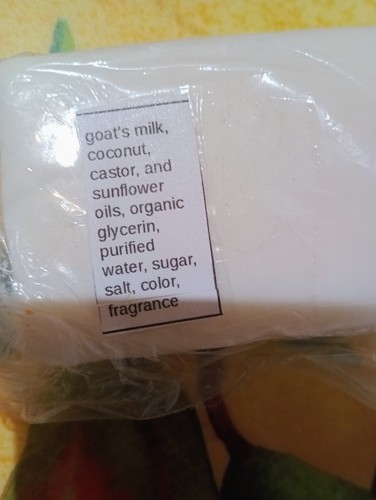 goat's milk,
coconut,
castor, and
sunflower
oils, organic
glycerin,
purified
water, sugar,
salt, color,
fragrance